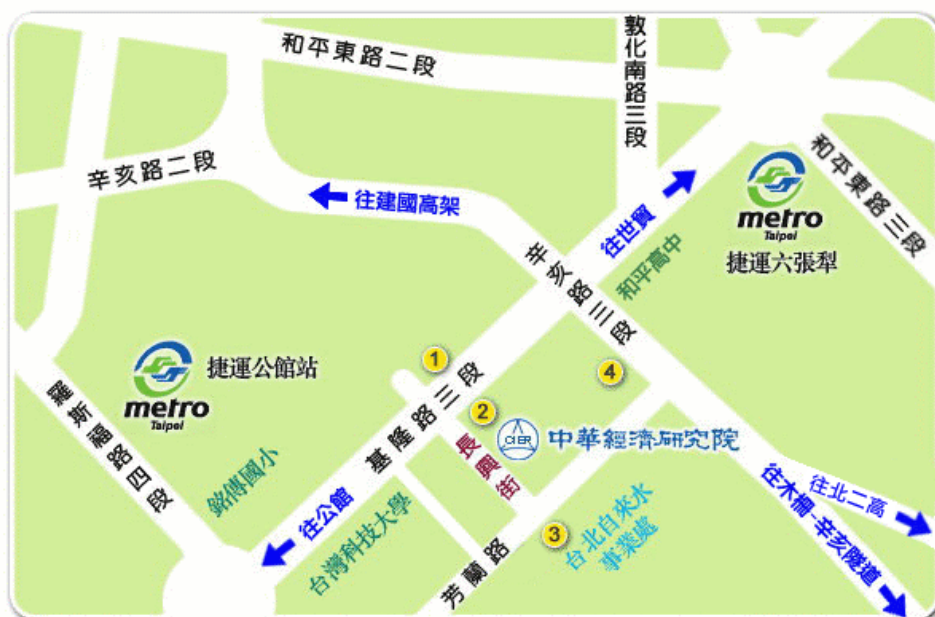 和平東路二段
敦化南路三段
辛亥路二段
往建國高架
往世貿
和平高中
和平東路三段
metro
Taipei
捷運六張犁
辛亥路三段
捷運公館站
metro
Taipei
羅斯福路四段
銘傳國小
往公館
基隆路三段
1
2
3
4
長興街
CIER
中華經濟研究院
台灣科技大學
芳蘭路
台北自來水
事業處
往北二高
往木柵-辛亥隧道